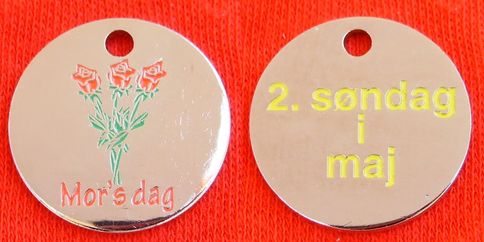 Mor's dag
2. søndag
i
maj